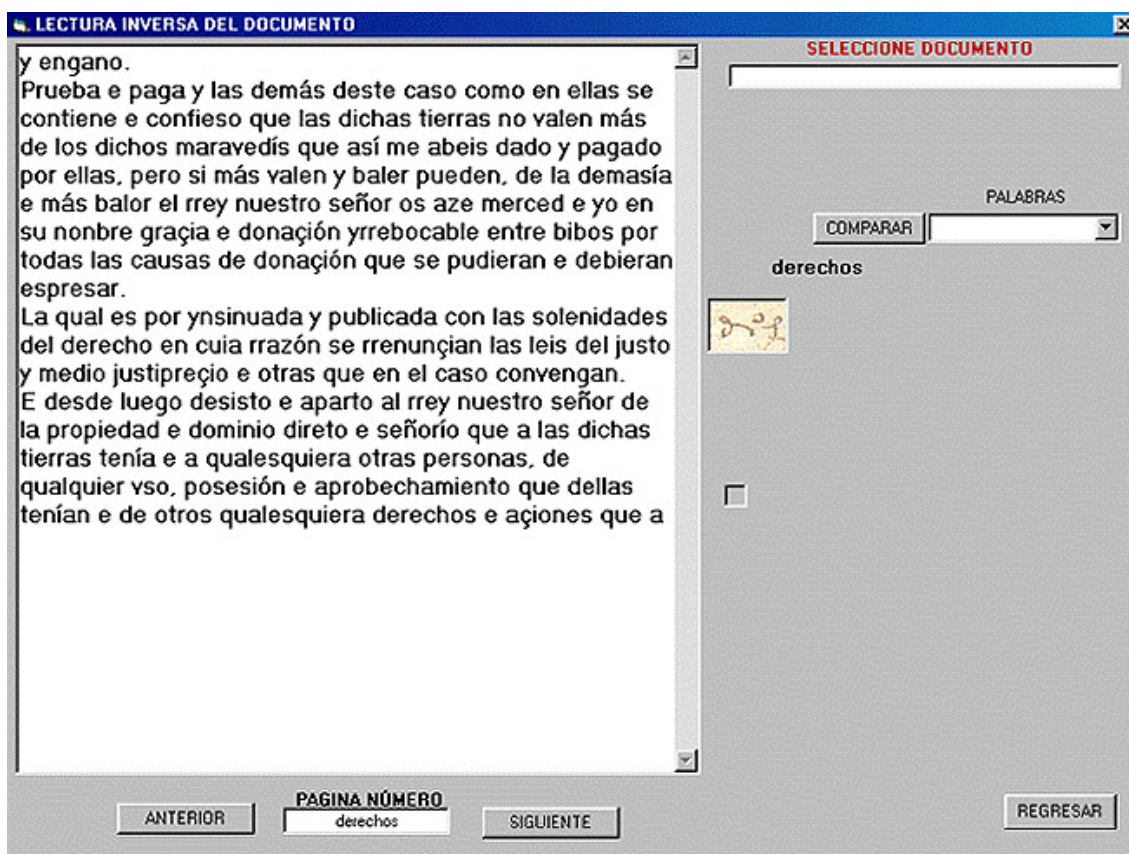 LECTURA INVERSA DEL DOCUMENTO
y engano.
Prueba e paga y las demás deste caso como en ellas se
contiene e confieso que las dichas tierras no valen más
de los dichos maravedís que así me abeis dado y pagado
por ellas, pero si más valen y baler pueden, de la demasía
e más balor el rrey nuestro señor os aze merced e yo en
su nonbre graçia e donaçión yrrebocable entre bibos por
todas las causas de donaçión que se pudieran e debieran
espresar.
La qual es por ynsinuada y publicada con las solenidades
del derecho en cuia rrazón se rrenunçian las leis del justo
y medio justipreçio e otras que en el caso convengan.
E desde luego desisto e aparto al rrey nuestro señor de
la propiedad e dominio direto e señorío que a las dichas
tierras tenía e a qualesquiera otras personas, de
qualquier vso, posesión e aprobechamiento que dellas
tenían e de otros qualesquiera derechos e açiones que a
SELECCIONE DOCUMENTO
PALABRAS
COMPARAR
derechos
ANTERIOR
PAGINA NÚMERO
derechos
SIGUIENTE
REGRESAR